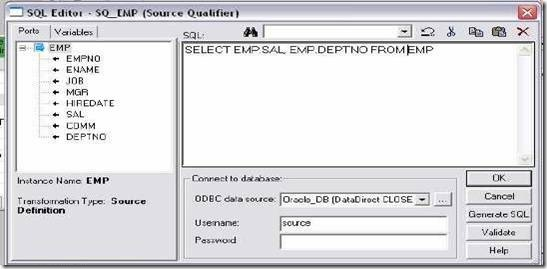 SQL Editor - SQ_EMP (Source Qualifier)
Ports Variables
SQL:
EMP
EMPNO
ENAME
JOB
MGR
HIREDATE
SAL
COMM
DEPTNO
SELECT EMP.SAL, EMP.DEPTNO FROM EMP
Instance Name: EMP
Transformation Type: Source
Definition
Connect to database:
ODBC data source: Oracle_DB (DataDirect CLOSE
...
Username: source
Password:
OK
Cancel
Generate SQL
Validate
Help